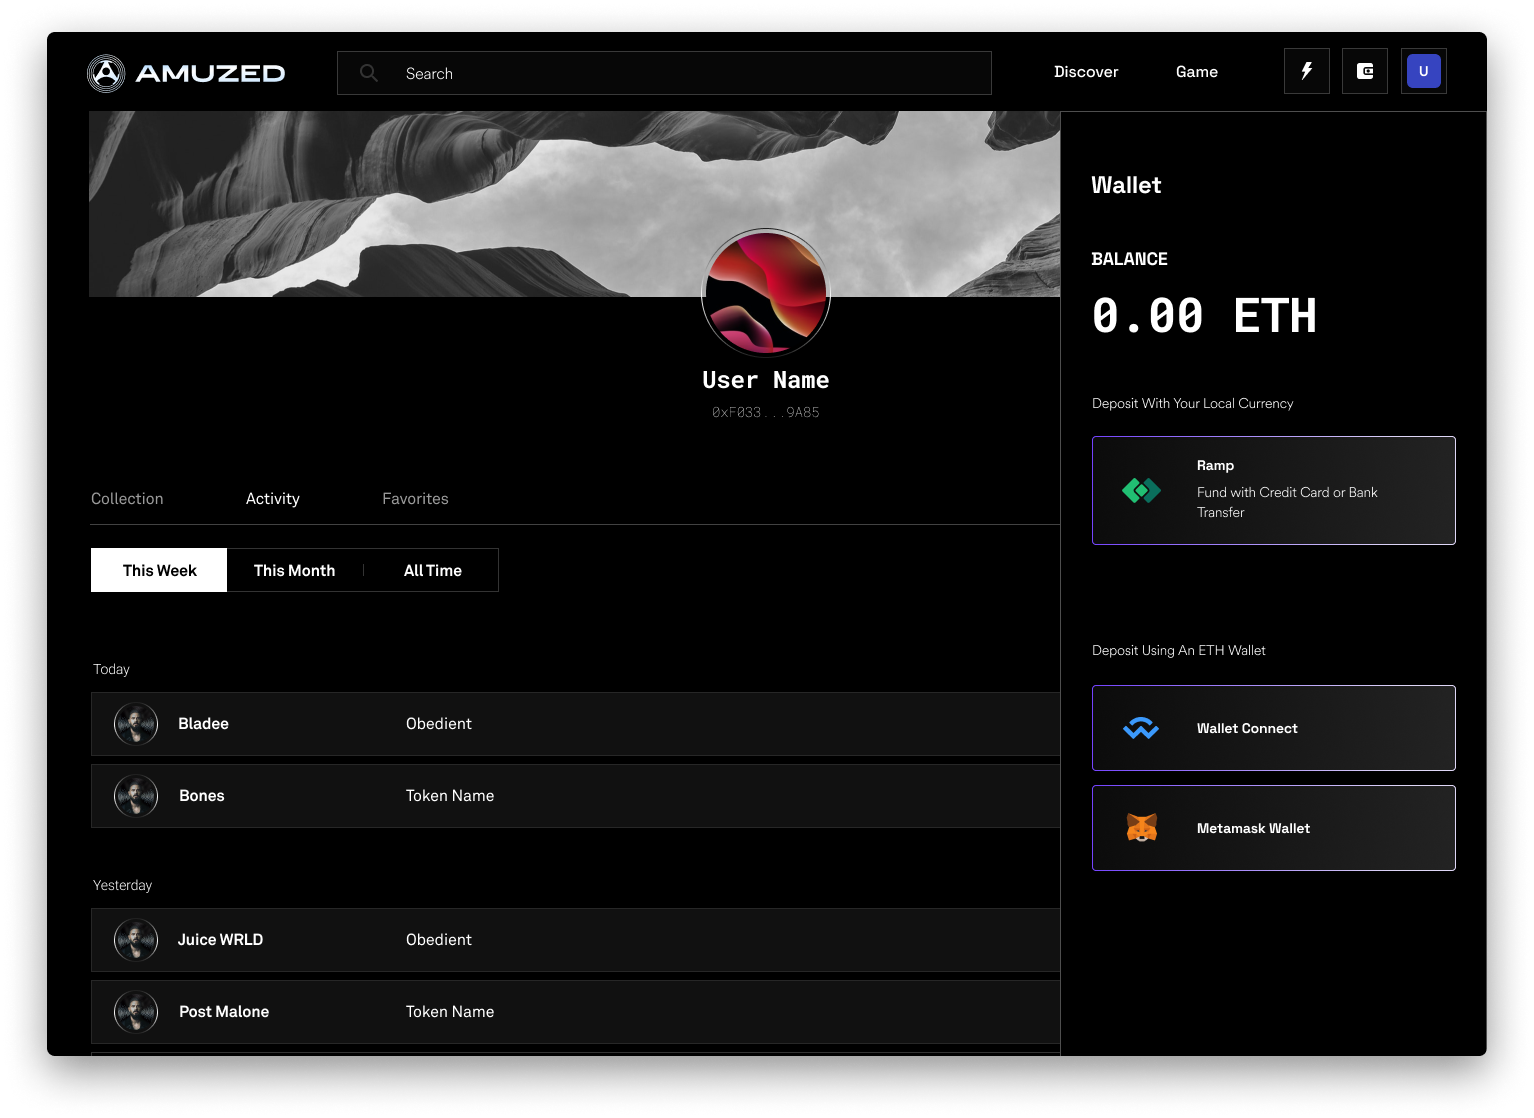 AMUZED
Search
Discover
Game
U
Wallet
BALANCE
0.00 ETH
User Name
0xF033...9A85
Deposit With Your Local Currency
Ramp
Fund with Credit Card or Bank
Transfer
Collection
Activity
Favorites
This Week
This Month
All Time
Deposit Using An ETH Wallet
Wallet Connect
Metamask Wallet
Today
Bladee
Obedient
Bones
Token Name
Yesterday
Juice WRLD
Obedient
Post Malone
Token Name